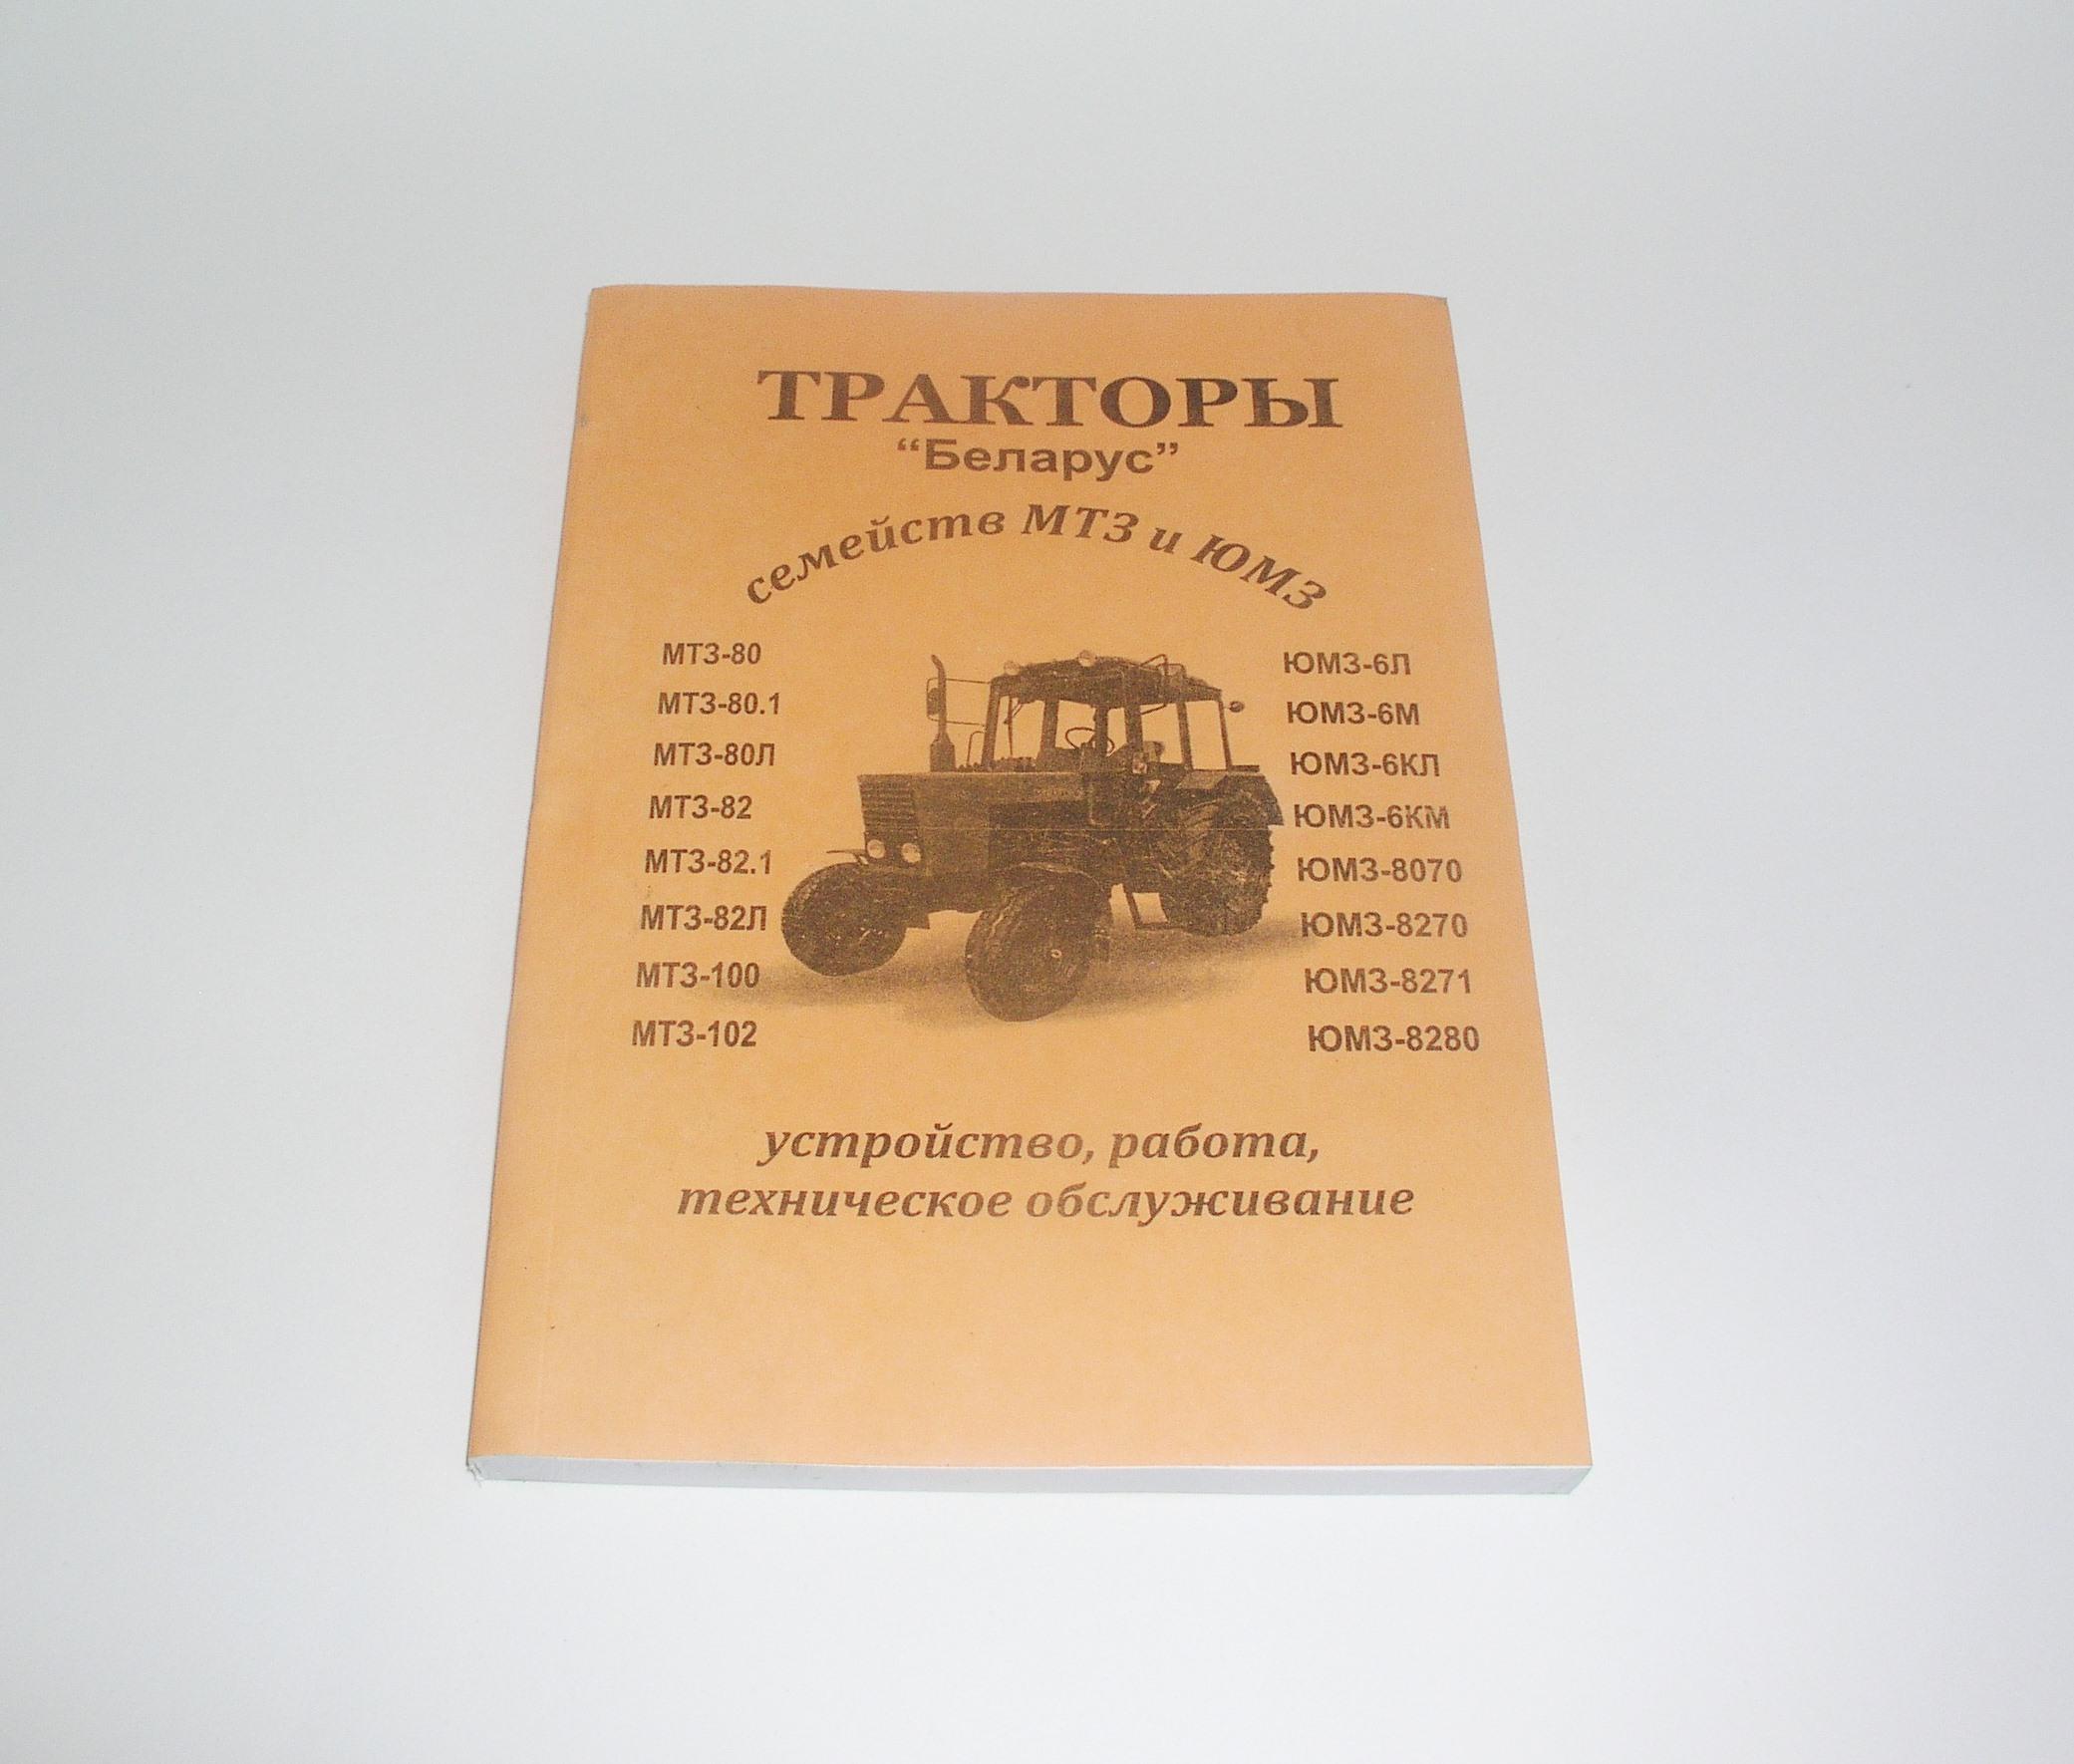 ТРАКТОРЫ
“Беларус”
семейств МТЗ и ЮМЗ
МТЗ-80
МТЗ-80.1
МТЗ-80Л
МТЗ-82
МТЗ-82.1
МТЗ-82Л
МТЗ-100
МТЗ-102
ЮМЗ-6Л
ЮМЗ-6М
ЮМЗ-6КЛ
ЮМЗ-6КМ
ЮМЗ-8070
ЮМЗ-8270
ЮМЗ-8271
ЮМЗ-8280
устройство, работа,
техническое обслуживание